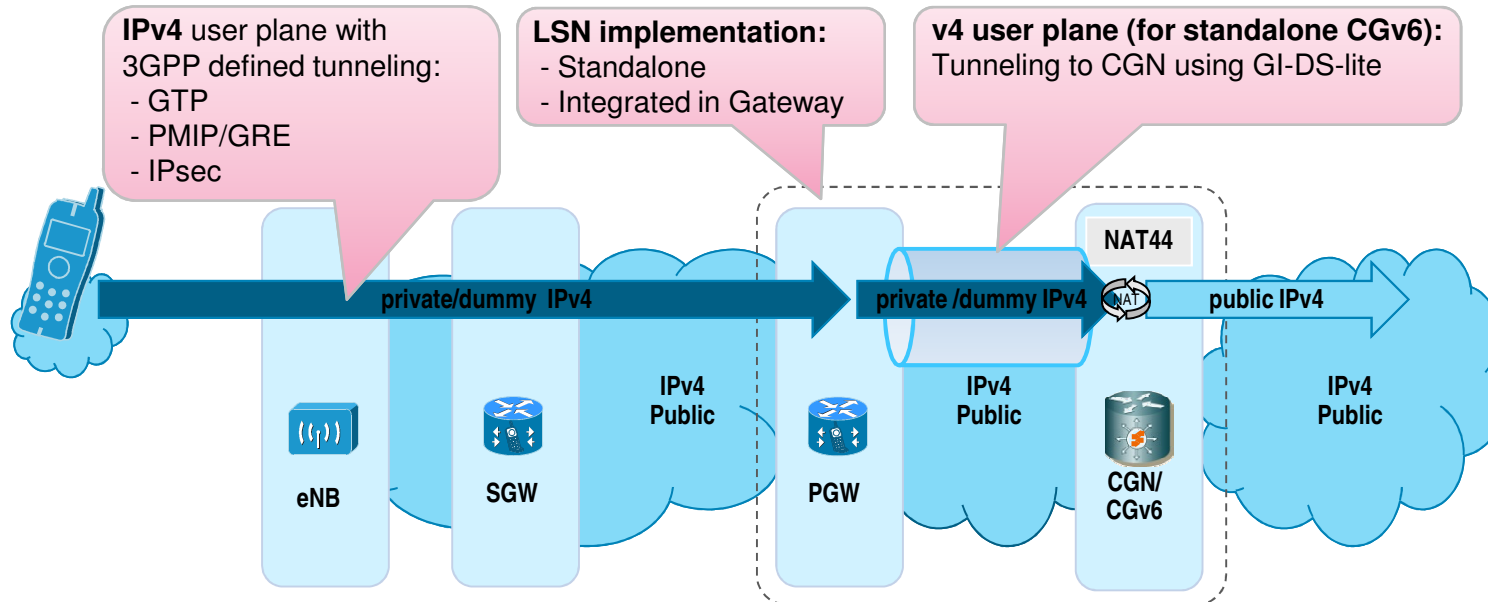 IPv4 user plane with
3GPP defined tunneling:
- GTP
- PMIP/GRE
- IPsec
LSN implementation:
- Standalone
- Integrated in Gateway
v4 user plane (for standalone CGv6):
Tunneling to CGN using GI-DS-lite
NAT44
private/dummy IPv4
private /dummy IPv4
NAT
public IPv4
IPv4
Public
IPv4
Public
IPv4
Public
eNB
SGW
PGW
CGN/
CGv6